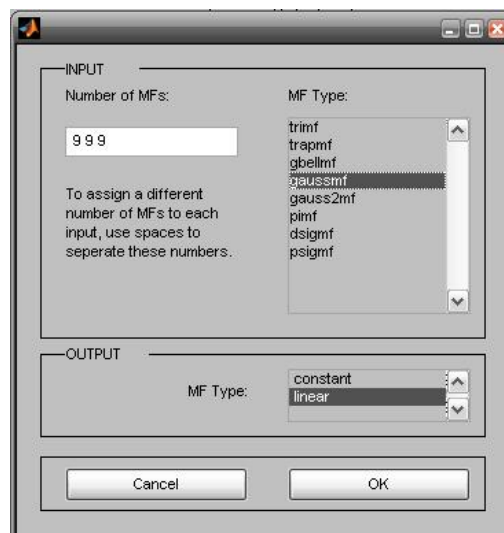 INPUT
Number of MFs:
9 9 9
To assign a different
number of MFs to each
input, use spaces to
seperate these numbers.
MF Type:
trimf
trapmf
gbellmf
gaussmf
gauss2mf
pimf
dsigmf
psigmf
OUTPUT
MF Type:
constant
linear
Cancel
OK